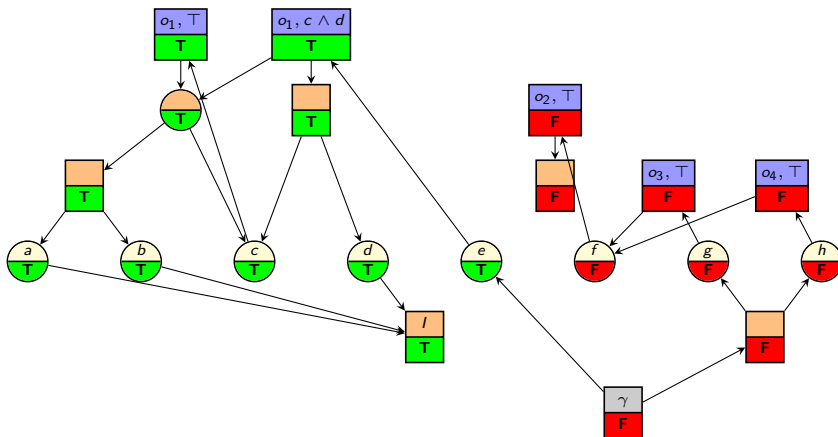 o₁, ⊤
T
o₁, c ∧ d
T
T
T
o₂, ⊤
F
T
F
o₃, ⊤
F
o₄, ⊤
F
a
T
b
T
c
T
d
T
e
T
f
F
g
F
h
F
I
T
F
γ
F